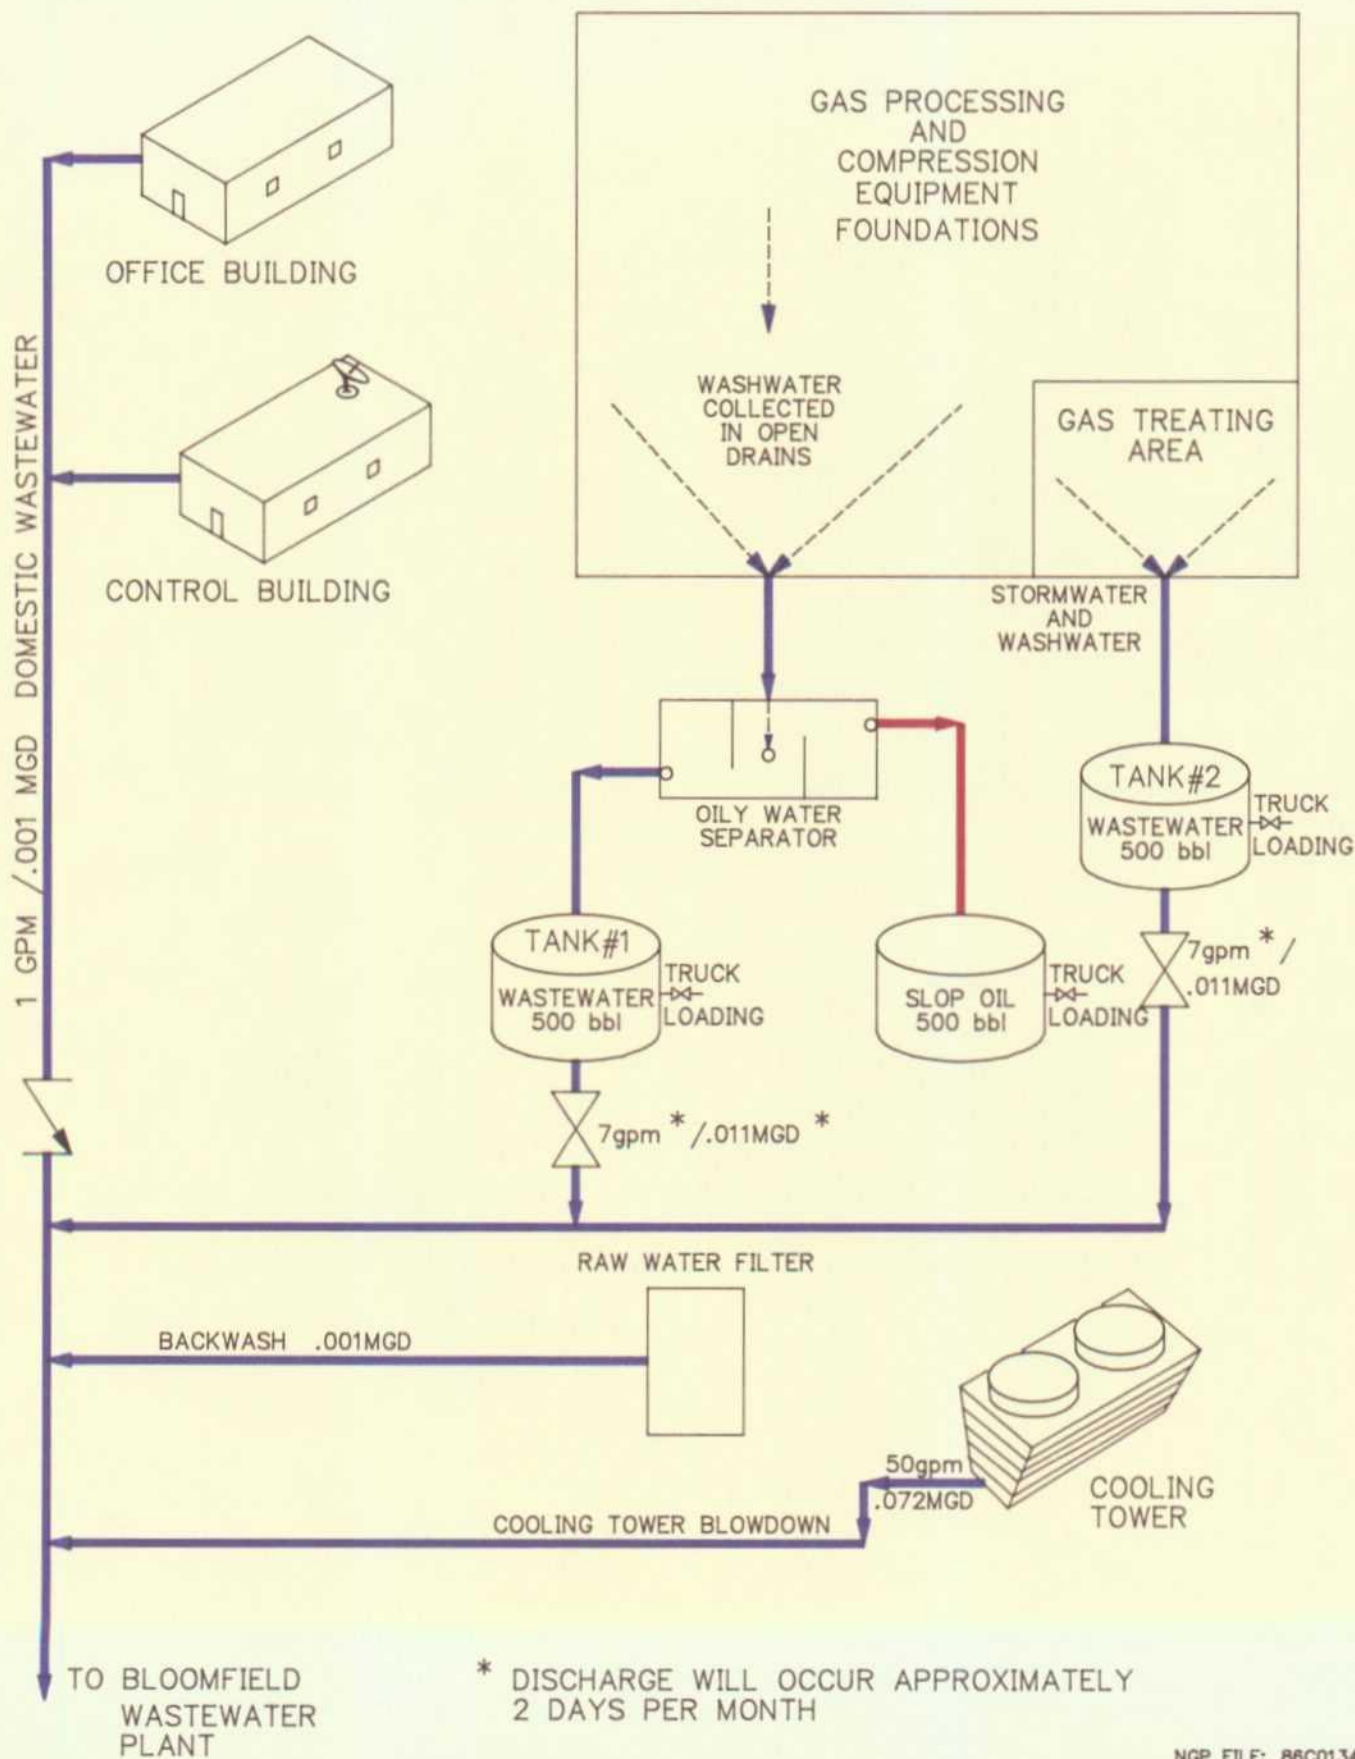 GAS PROCESSING
AND
COMPRESSION
EQUIPMENT
FOUNDATIONS
OFFICE BUILDING
1 GPM /.001 MGD DOMESTIC WASTEWATER
WASHWATER
COLLECTED
IN OPEN
DRAINS
GAS TREATING
AREA
CONTROL BUILDING
STORMWATER
AND
WASHWATER
OILY WATER
SEPARATOR
TANK#2
WASTEWATER
500 bbl
TRUCK
LOADING
TANK#1
WASTEWATER
500 bbl
TRUCK
LOADING
SLOP OIL
500 bbl
TRUCK
LOADING
7gpm * /
.011MGD
7gpm * /.011MGD *
RAW WATER FILTER
BACKWASH .001MGD
50gpm
.072MGD
COOLING
TOWER
COOLING TOWER BLOWDOWN
TO BLOOMFIELD
WASTEWATER
PLANT
* DISCHARGE WILL OCCUR APPROXIMATELY
2 DAYS PER MONTH
NGP FILE: